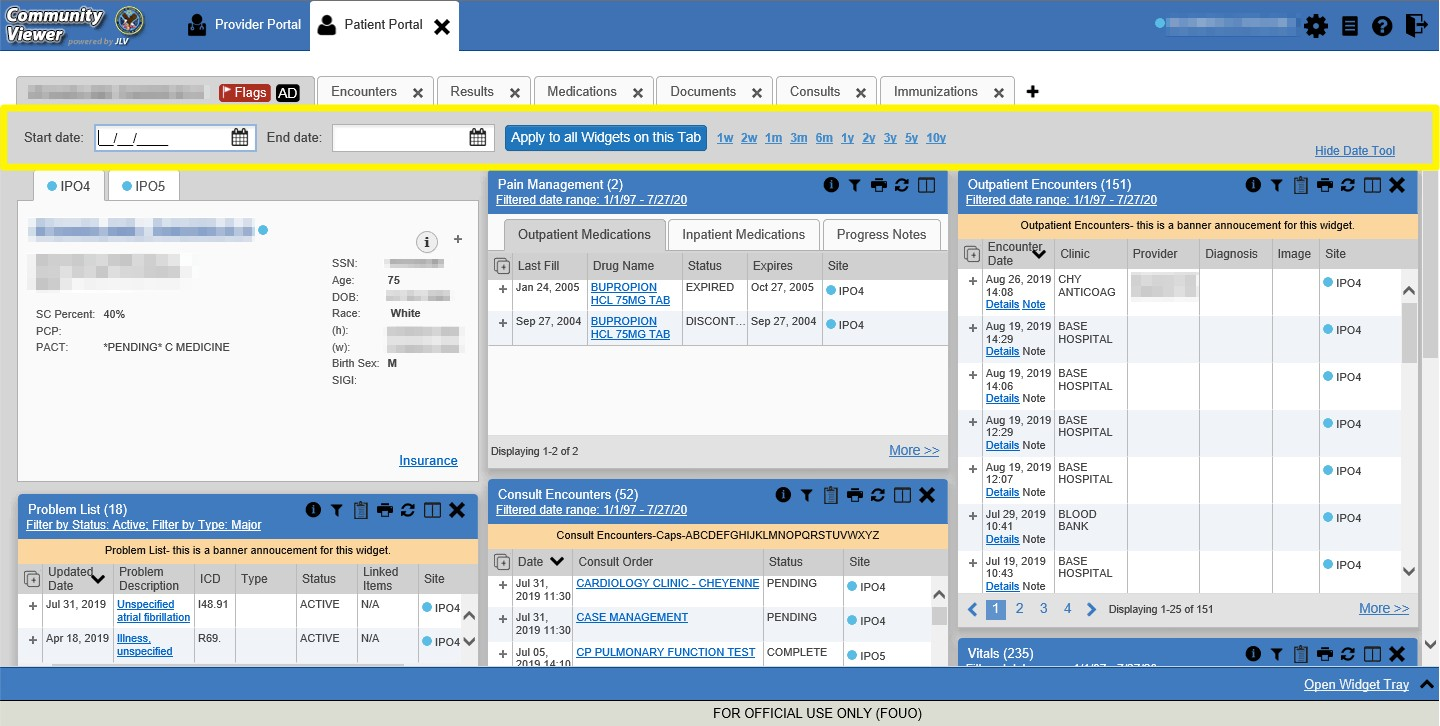 Community
Viewer
powered by JLV
Provider Portal
Patient Portal
Flags AD
Encounters
Results
Medications
Documents
Consults
Immunizations
Start date: __/__/____ End date: Apply to all Widgets on this Tab 1w 2w 1m 3m 6m 1y 2y 3y 5y 10y
Hide Date Tool
IPO4 IPO5
SSN:
Age: 75
DOB:
Race: White
(h):
(w):
Birth Sex: M
SIGI:
SC Percent: 40%
PCP:
PACT: *PENDING* C MEDICINE
Insurance
Problem List (18)
Filter by Status: Active; Filter by Type: Major
Problem List- this is a banner annoucement for this widget.
Updated Date Problem Description ICD Type Status Linked Items Site
Jul 31, 2019 Unspecified atrial fibrillation I48.91 ACTIVE N/A IPO4
Apr 18, 2019 Illness, unspecified R69. ACTIVE N/A IPO4
Pain Management (2)
Filtered date range: 1/1/97 - 7/27/20
Outpatient Medications Inpatient Medications Progress Notes
Last Fill Drug Name Status Expires Site
Jan 24, 2005 BUPROPION HCL 75MG TAB EXPIRED Oct 27, 2005 IPO4
Sep 27, 2004 BUPROPION HCL 75MG TAB DISCONT... Sep 27, 2004 IPO4
Displaying 1-2 of 2 More >>
Consult Encounters (52)
Filtered date range: 1/1/97 - 7/27/20
Consult Encounters-Caps-ABCDEFGHIJKLMNOPQRSTUVWXYZ
Date Consult Order Status Site
Jul 31, 2019 11:30 CARDIOLOGY CLINIC - CHEYENNE PENDING IPO4
Jul 31, 2019 11:30 CASE MANAGEMENT PENDING IPO4
Jul 05, 2019 14:10 CP PULMONARY FUNCTION TEST COMPLETE IPO5
Outpatient Encounters (151)
Filtered date range: 1/1/97 - 7/27/20
Outpatient Encounters- this is a banner annoucement for this widget.
Encounter Date Clinic Provider Diagnosis Image Site
Aug 26, 2019 14:08 Details Note CHY ANTICOAG IPO4
Aug 19, 2019 14:29 Details Note BASE HOSPITAL IPO4
Aug 19, 2019 14:06 Details Note BASE HOSPITAL IPO4
Aug 19, 2019 12:29 Details Note BASE HOSPITAL IPO4
Aug 19, 2019 12:07 Details Note BASE HOSPITAL IPO4
Jul 29, 2019 10:41 Details Note BLOOD BANK IPO4
Jul 19, 2019 10:43 Details Note BASE HOSPITAL IPO4
1 2 3 4 Displaying 1-25 of 151 More >>
Vitals (235)
Filtered date range: 1/1/97 - 7/27/20
Open Widget Tray
FOR OFFICIAL USE ONLY (FOUO)